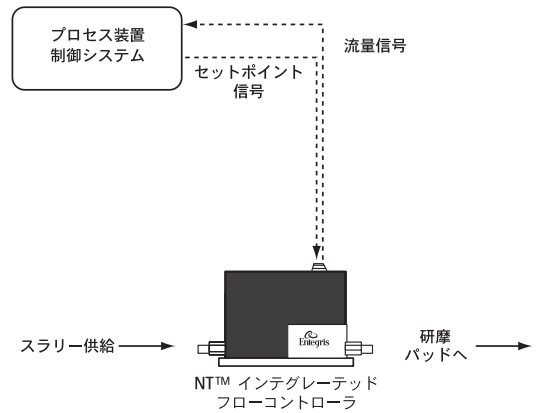 プロセス装置
制御システム
流量信号
セットポイント
信号
Entegris
スラリー供給
研摩
パッドへ
NT™ インテグレーテッド
フローコントローラ